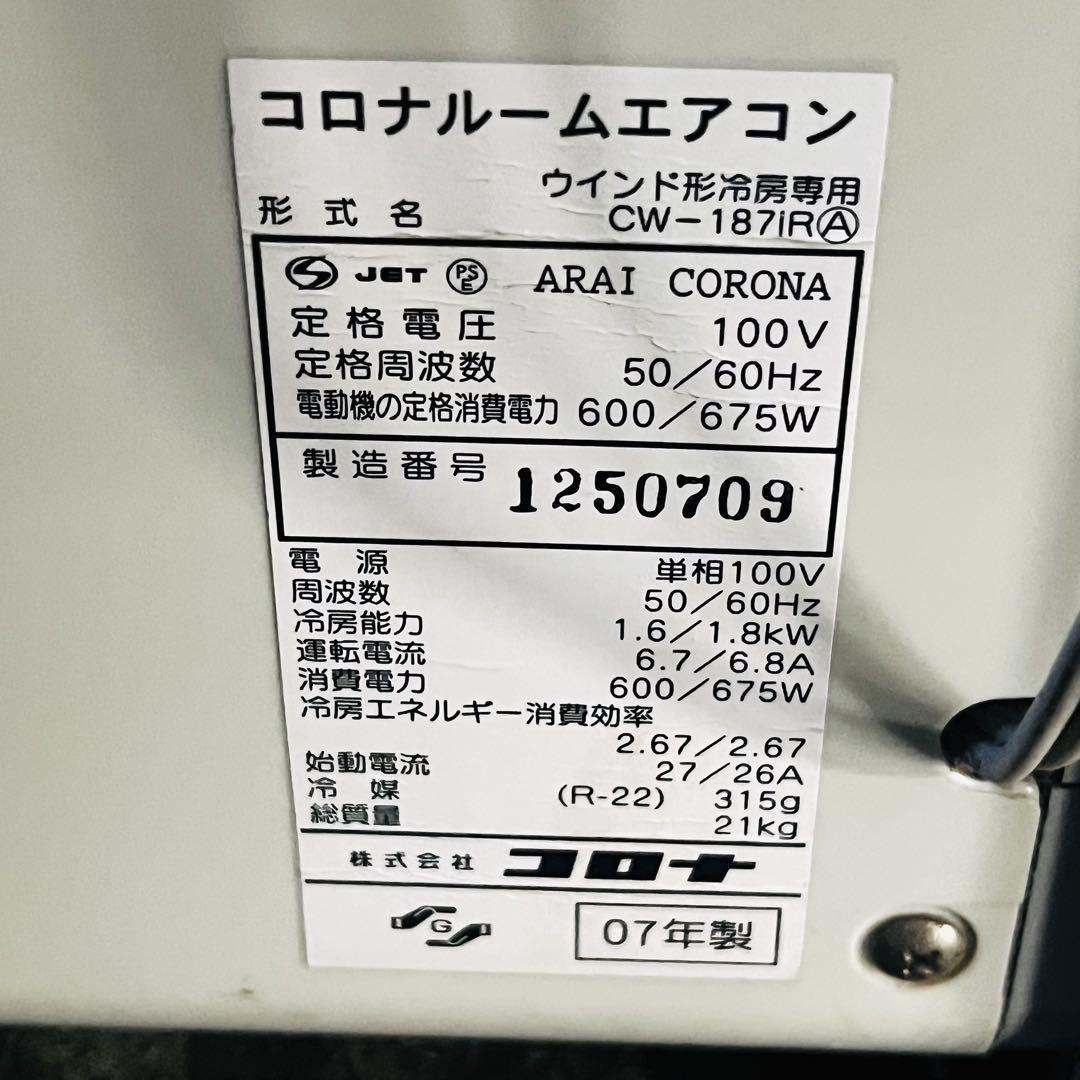 コロナルームエアコン
ウインド形冷房専用
形式名 CW-187iRⒶ
JET PSE ARAI CORONA
定格電圧 100V
定格周波数 50/60Hz
電動機の定格消費電力 600/675W
製造番号 1250709
電源 単相100V
周波数 50/60Hz
冷房能力 1.6/1.8kW
運転電流 6.7/6.8A
消費電力 600/675W
冷房エネルギー消費効率
2.67/2.67
始動電流 27/26A
冷媒 (R-22) 315g
総質量 21kg
株式会社 コロナ
G 07年製